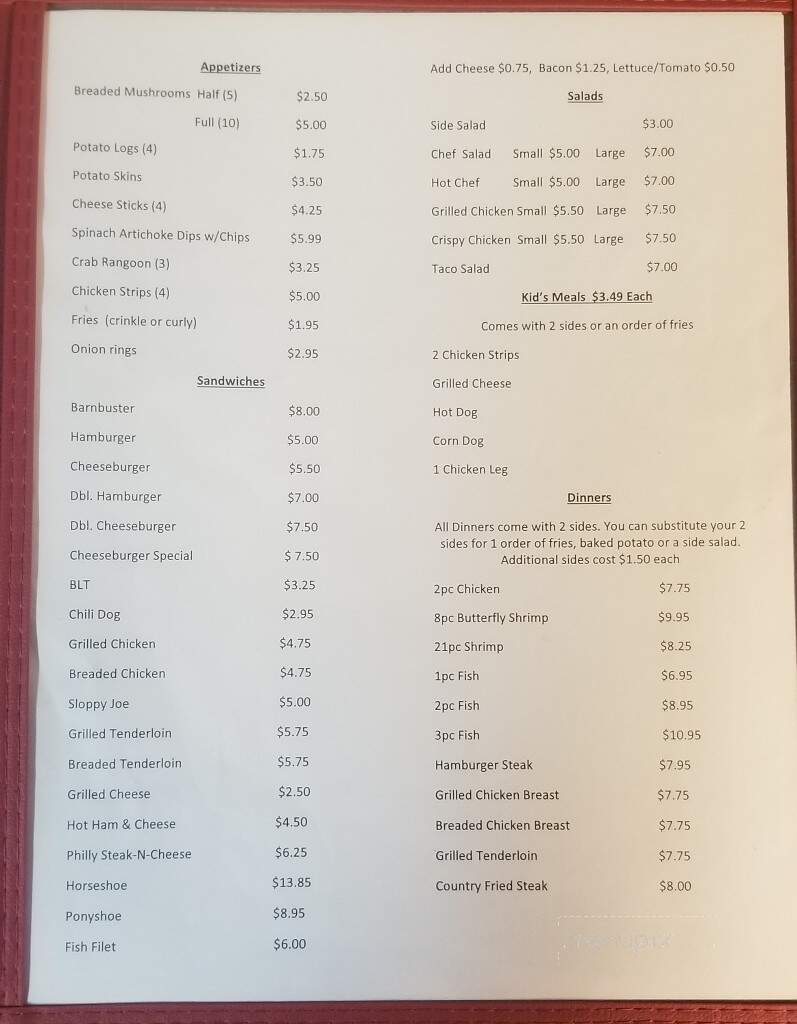 Appetizers
Breaded Mushrooms Half (5) $2.50
Full (10) $5.00
Potato Logs (4) $1.75
Potato Skins $3.50
Cheese Sticks (4) $4.25
Spinach Artichoke Dips w/Chips $5.99
Crab Rangoon (3) $3.25
Chicken Strips (4) $5.00
Fries (crinkle or curly) $1.95
Onion rings $2.95
Sandwiches
Barnbuster $8.00
Hamburger $5.00
Cheeseburger $5.50
Dbl. Hamburger $7.00
Dbl. Cheeseburger $7.50
Cheeseburger Special $ 7.50
BLT $3.25
Chili Dog $2.95
Grilled Chicken $4.75
Breaded Chicken $4.75
Sloppy Joe $5.00
Grilled Tenderloin $5.75
Breaded Tenderloin $5.75
Grilled Cheese $2.50
Hot Ham & Cheese $4.50
Philly Steak-N-Cheese $6.25
Horseshoe $13.85
Ponyshoe $8.95
Fish Filet $6.00
Add Cheese $0.75, Bacon $1.25, Lettuce/Tomato $0.50
Salads
Side Salad $3.00
Chef Salad Small $5.00 Large $7.00
Hot Chef Small $5.00 Large $7.00
Grilled Chicken Small $5.50 Large $7.50
Crispy Chicken Small $5.50 Large $7.50
Taco Salad $7.00
Kid's Meals $3.49 Each
Comes with 2 sides or an order of fries
2 Chicken Strips
Grilled Cheese
Hot Dog
Corn Dog
1 Chicken Leg
Dinners
All Dinners come with 2 sides. You can substitute your 2
sides for 1 order of fries, baked potato or a side salad.
Additional sides cost $1.50 each
2pc Chicken $7.75
8pc Butterfly Shrimp $9.95
21pc Shrimp $8.25
1pc Fish $6.95
2pc Fish $8.95
3pc Fish $10.95
Hamburger Steak $7.95
Grilled Chicken Breast $7.75
Breaded Chicken Breast $7.75
Grilled Tenderloin $7.75
Country Fried Steak $8.00